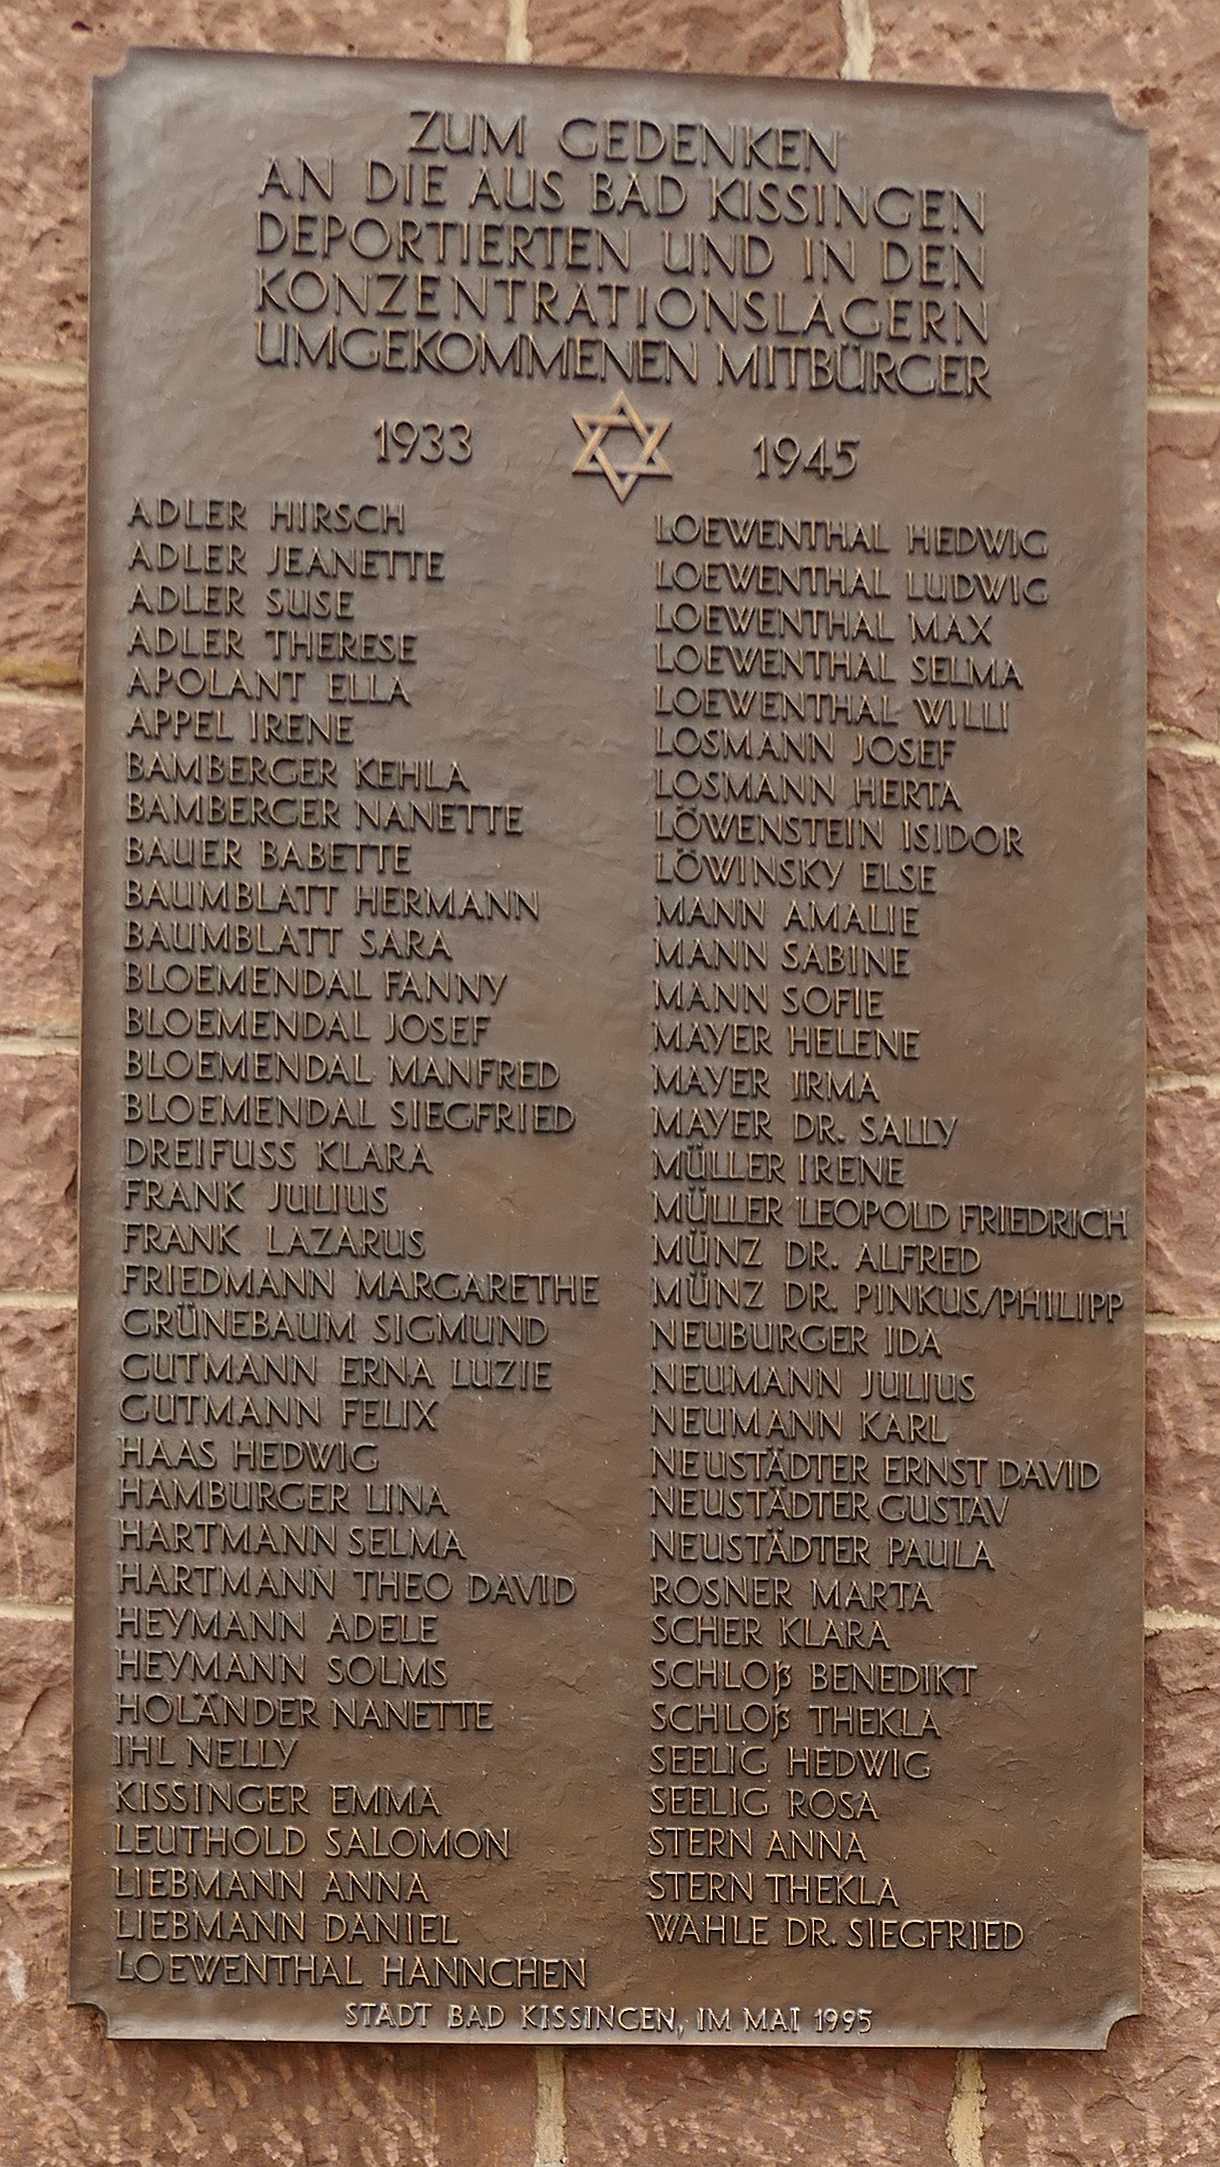 ZUM GEDENKEN
AN DIE AUS BAD KISSINGEN
DEPORTIERTEN UND IN DEN
KONZENTRATIONSLAGERN
UMGEKOMMENEN MITBÜRGER
1933 1945
ADLER HIRSCH
ADLER JEANETTE
ADLER SUSE
ADLER THERESE
APOLANT ELLA
APPEL IRENE
BAMBERGER KEHLA
BAMBERGER NANETTE
BAUER BABETTE
BAUMBLATT HERMANN
BAUMBLATT SARA
BLOEMENDAL FANNY
BLOEMENDAL JOSEF
BLOEMENDAL MANFRED
BLOEMENDAL SIEGFRIED
DREIFUSS KLARA
FRANK JULIUS
FRANK LAZARUS
FRIEDMANN MARGARETHE
GRÜNEBAUM SIGMUND
GUTMANN ERNA LUZIE
GUTMANN FELIX
HAAS HEDWIG
HAMBURGER LINA
HARTMANN SELMA
HARTMANN THEO DAVID
HEYMANN ADELE
HEYMANN SOLMS
HOLÄNDER NANETTE
IHL NELLY
KISSINGER EMMA
LEUTHOLD SALOMON
LIEBMANN ANNA
LIEBMANN DANIEL
LOEWENTHAL HANNCHEN
LOEWENTHAL HEDWIG
LOEWENTHAL LUDWIG
LOEWENTHAL MAX
LOEWENTHAL SELMA
LOEWENTHAL WILLI
LOSMANN JOSEF
LOSMANN HERTA
LÖWENSTEIN ISIDOR
LÖWINSKY ELSE
MANN AMALIE
MANN SABINE
MANN SOFIE
MAYER HELENE
MAYER IRMA
MAYER DR. SALLY
MÜLLER IRENE
MÜLLER LEOPOLD FRIEDRICH
MÜNZ DR. ALFRED
MÜNZ DR. PINKUS/PHILIPP
NEUBURGER IDA
NEUMANN JULIUS
NEUMANN KARL
NEUSTÄDTER ERNST DAVID
NEUSTÄDTER GUSTAV
NEUSTÄDTER PAULA
ROSNER MARTA
SCHER KLARA
SCHLOß BENEDIKT
SCHLOß THEKLA
SEELIG HEDWIG
SEELIG ROSA
STERN ANNA
STERN THEKLA
WAHLE DR. SIEGFRIED
STADT BAD KISSINGEN, IM MAI 1995